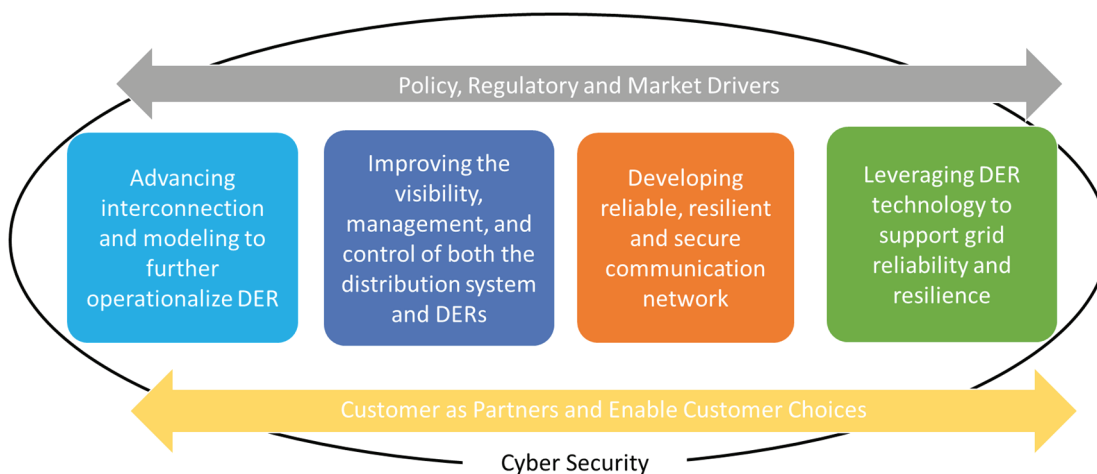 Policy, Regulatory and Market Drivers
Advancing
interconnection
and modeling to
further
operationalize DER
Improving the
visibility,
management, and
control of both the
distribution system
and DERs
Developing
reliable, resilient
and secure
communication
network
Leveraging DER
technology to
support grid
reliability and
resilience
Customer as Partners and Enable Customer Choices
Cyber Security